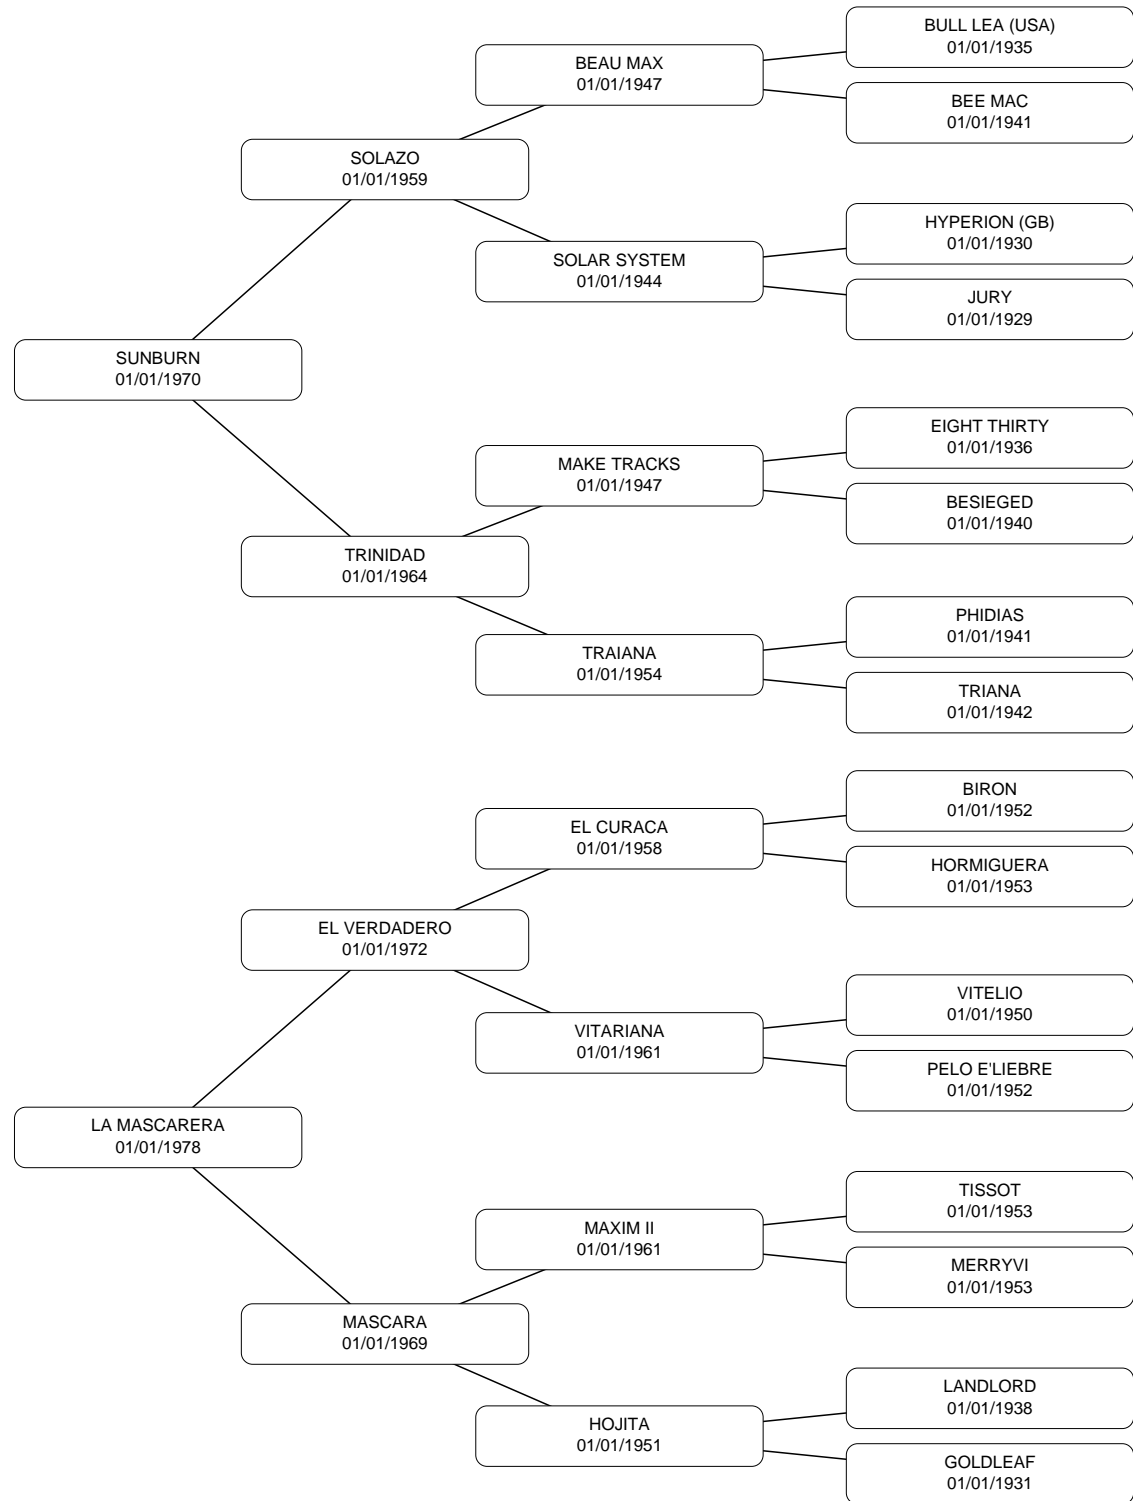 BULL LEA (USA)
01/01/1935
BEAU MAX
01/01/1947
BEE MAC
01/01/1941
SOLAZO
01/01/1959
HYPERION (GB)
01/01/1930
SOLAR SYSTEM
01/01/1944
JURY
01/01/1929
SUNBURN
01/01/1970
EIGHT THIRTY
01/01/1936
MAKE TRACKS
01/01/1947
BESIEGED
01/01/1940
TRINIDAD
01/01/1964
PHIDIAS
01/01/1941
TRAIANA
01/01/1954
TRIANA
01/01/1942
BIRON
01/01/1952
EL CURACA
01/01/1958
HORMIGUERA
01/01/1953
EL VERDADERO
01/01/1972
VITELIO
01/01/1950
VITARIANA
01/01/1961
PELO E'LIEBRE
01/01/1952
LA MASCARERA
01/01/1978
TISSOT
01/01/1953
MAXIM II
01/01/1961
MERRYVI
01/01/1953
MASCARA
01/01/1969
LANDLORD
01/01/1938
HOJITA
01/01/1951
GOLDLEAF
01/01/1931